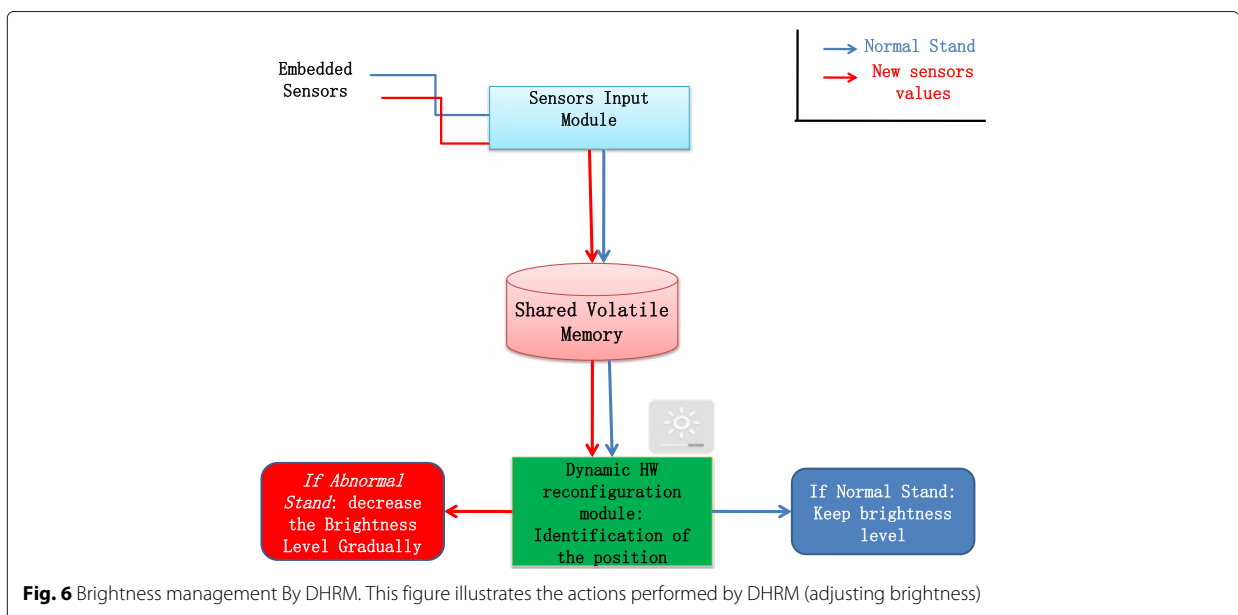 Normal Stand
New sensors
values
Embedded
Sensors
Sensors Input
Module
Shared Volatile
Memory
Dynamic HW
reconfiguration
module:
Identification of
the position
If Abnormal
Stand: decrease
the Brightness
Level Gradually
If Normal Stand:
Keep brightness
level
Fig. 6 Brightness management By DHRM. This figure illustrates the actions performed by DHRM (adjusting brightness)